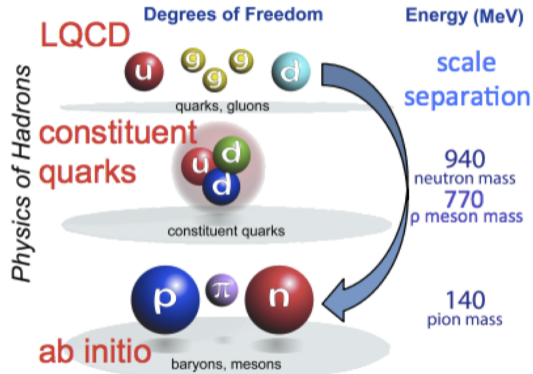 Degrees of Freedom
Energy (MeV)
Physics of Hadrons
LQCD
u g g g d
quarks, gluons
scale
separation
constituent
quarks
u d d
constituent quarks
940
neutron mass
770
ρ meson mass
p π n
140
pion mass
ab initio
baryons, mesons